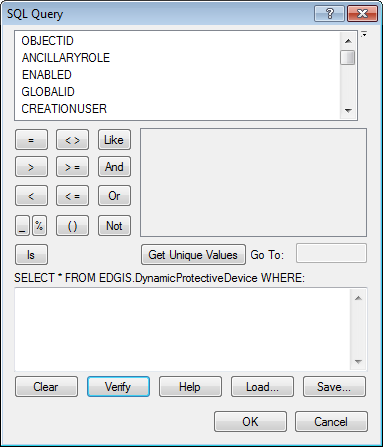 SQL Query
?
OBJECTID
ANCILLARYROLE
ENABLED
GLOBALID
CREATIONUSER
= < > Like
> > = And
< < = Or
_ % ( ) Not
Is Get Unique Values Go To:
SELECT * FROM EDGIS.DynamicProtectiveDevice WHERE:
Clear Verify Help Load... Save...
OK Cancel